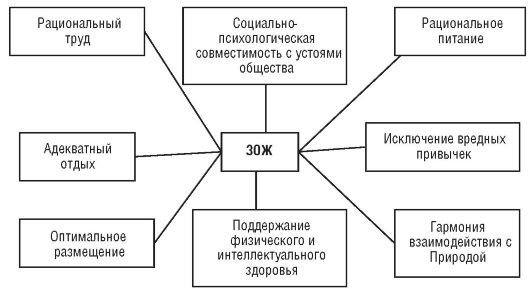 Рациональный
труд
Социально-
психологическая
совместимость с устоями
общества
Рациональное
питание
Адекватный
отдых
ЗОЖ
Исключение вредных
привычек
Оптимальное
размещение
Поддержание
физического и
интеллектуального
здоровья
Гармония
взаимодействия с
Природой